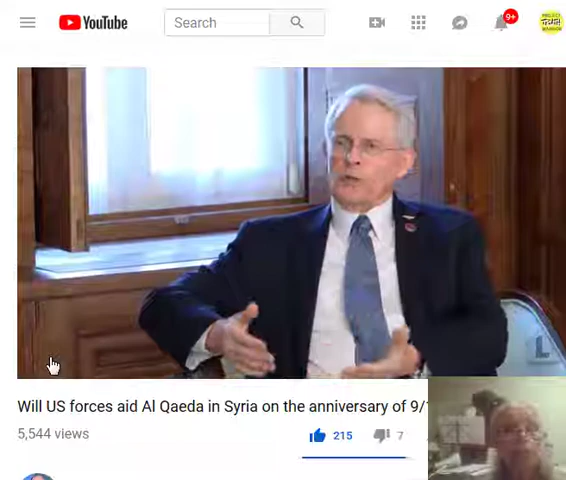 YouTube Search 9+
Will US forces aid Al Qaeda in Syria on the anniversary of 9/
5,544 views 215 7